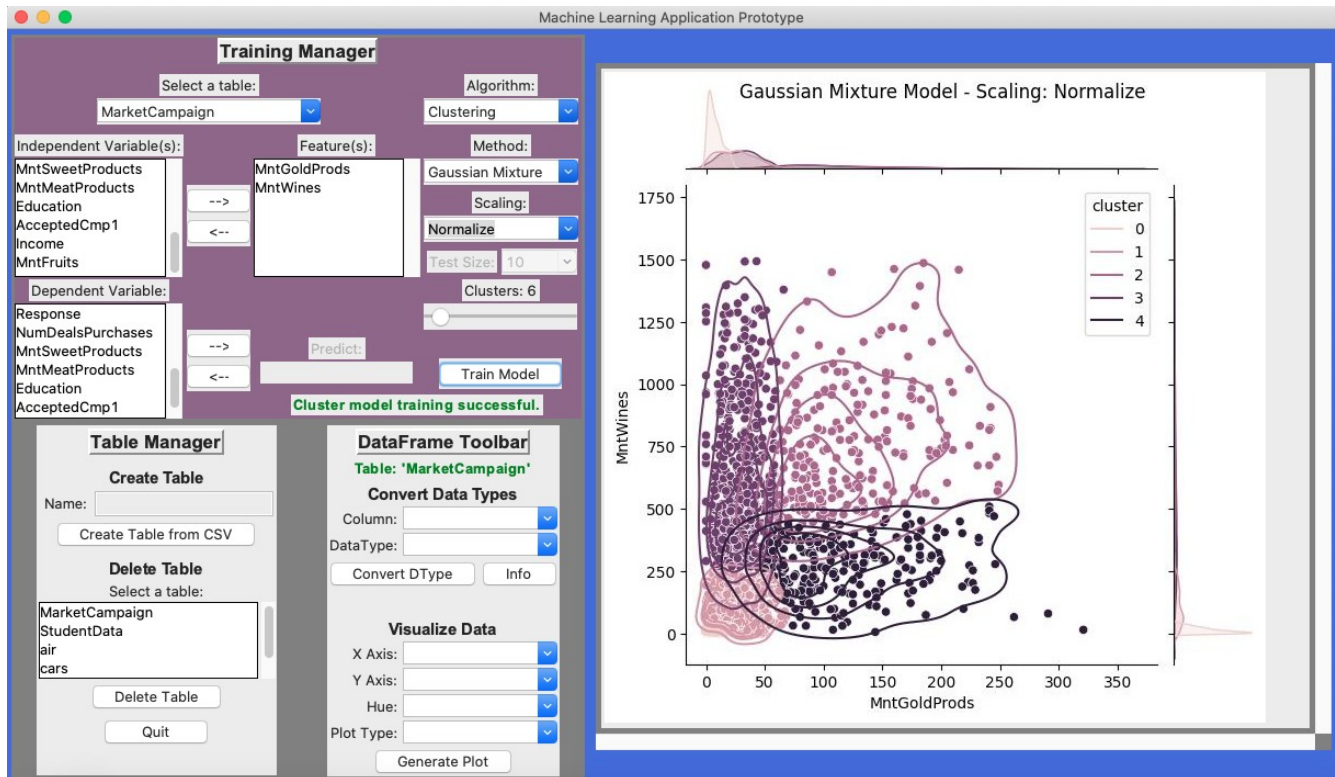 Machine Learning Application Prototype
Training Manager
Select a table:
Algorithm:
MarketCampaign
Clustering
Independent Variable(s):
Feature(s):
Method:
MntSweetProducts
MntMeatProducts
Education
AcceptedCmp1
Income
MntFruits
-->
<--
MntGoldProds
MntWines
Gaussian Mixture
Scaling:
Normalize
Test Size: 10
Dependent Variable:
Clusters: 6
Response
NumDealsPurchases
MntSweetProducts
MntMeatProducts
Education
AcceptedCmp1
-->
<--
Predict:
Train Model
Cluster model training successful.
Table Manager
Create Table
Name:
Create Table from CSV
Delete Table
Select a table:
MarketCampaign
StudentData
air
cars
Delete Table
Quit
DataFrame Toolbar
Table: 'MarketCampaign'
Convert Data Types
Column:
DataType:
Convert DType
Info
Visualize Data
X Axis:
Y Axis:
Hue:
Plot Type:
Generate Plot
Gaussian Mixture Model - Scaling: Normalize
cluster
0
1
2
3
4
1750
1500
1250
1000
750
500
250
0
MntWines
0 50 100 150 200 250 300 350
MntGoldProds